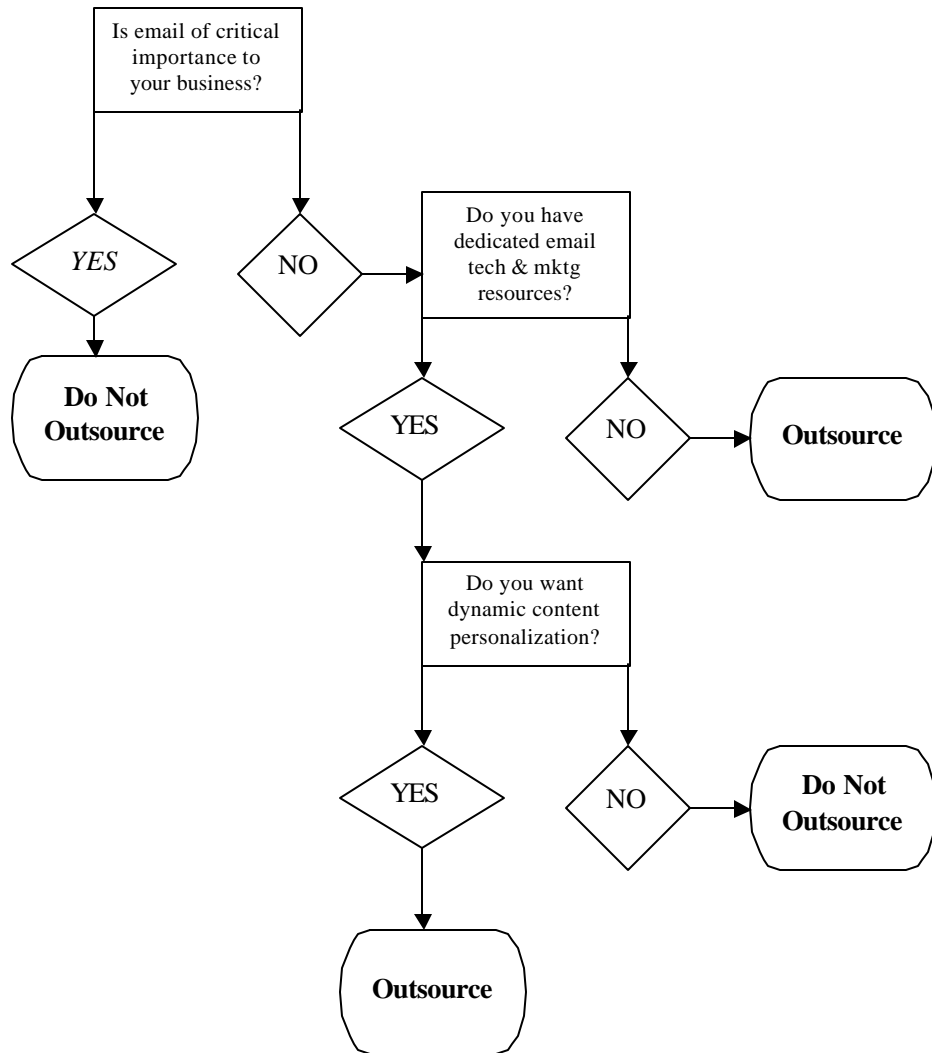 Is email of critical
importance to
your business?
YES
NO
Do you have
dedicated email
tech & mktg
resources?
Do Not
Outsource
YES
NO
Outsource
Do you want
dynamic content
personalization?
YES
NO
Do Not
Outsource
Outsource